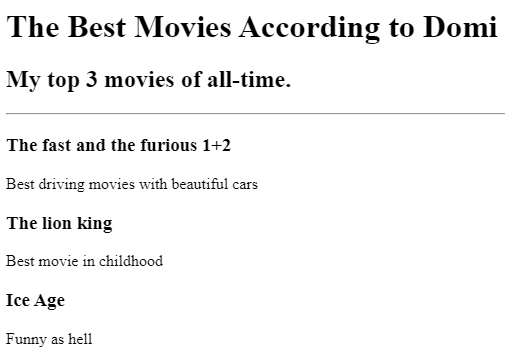 The Best Movies According to Domi
My top 3 movies of all-time.
The fast and the furious 1+2
Best driving movies with beautiful cars
The lion king
Best movie in childhood
Ice Age
Funny as hell